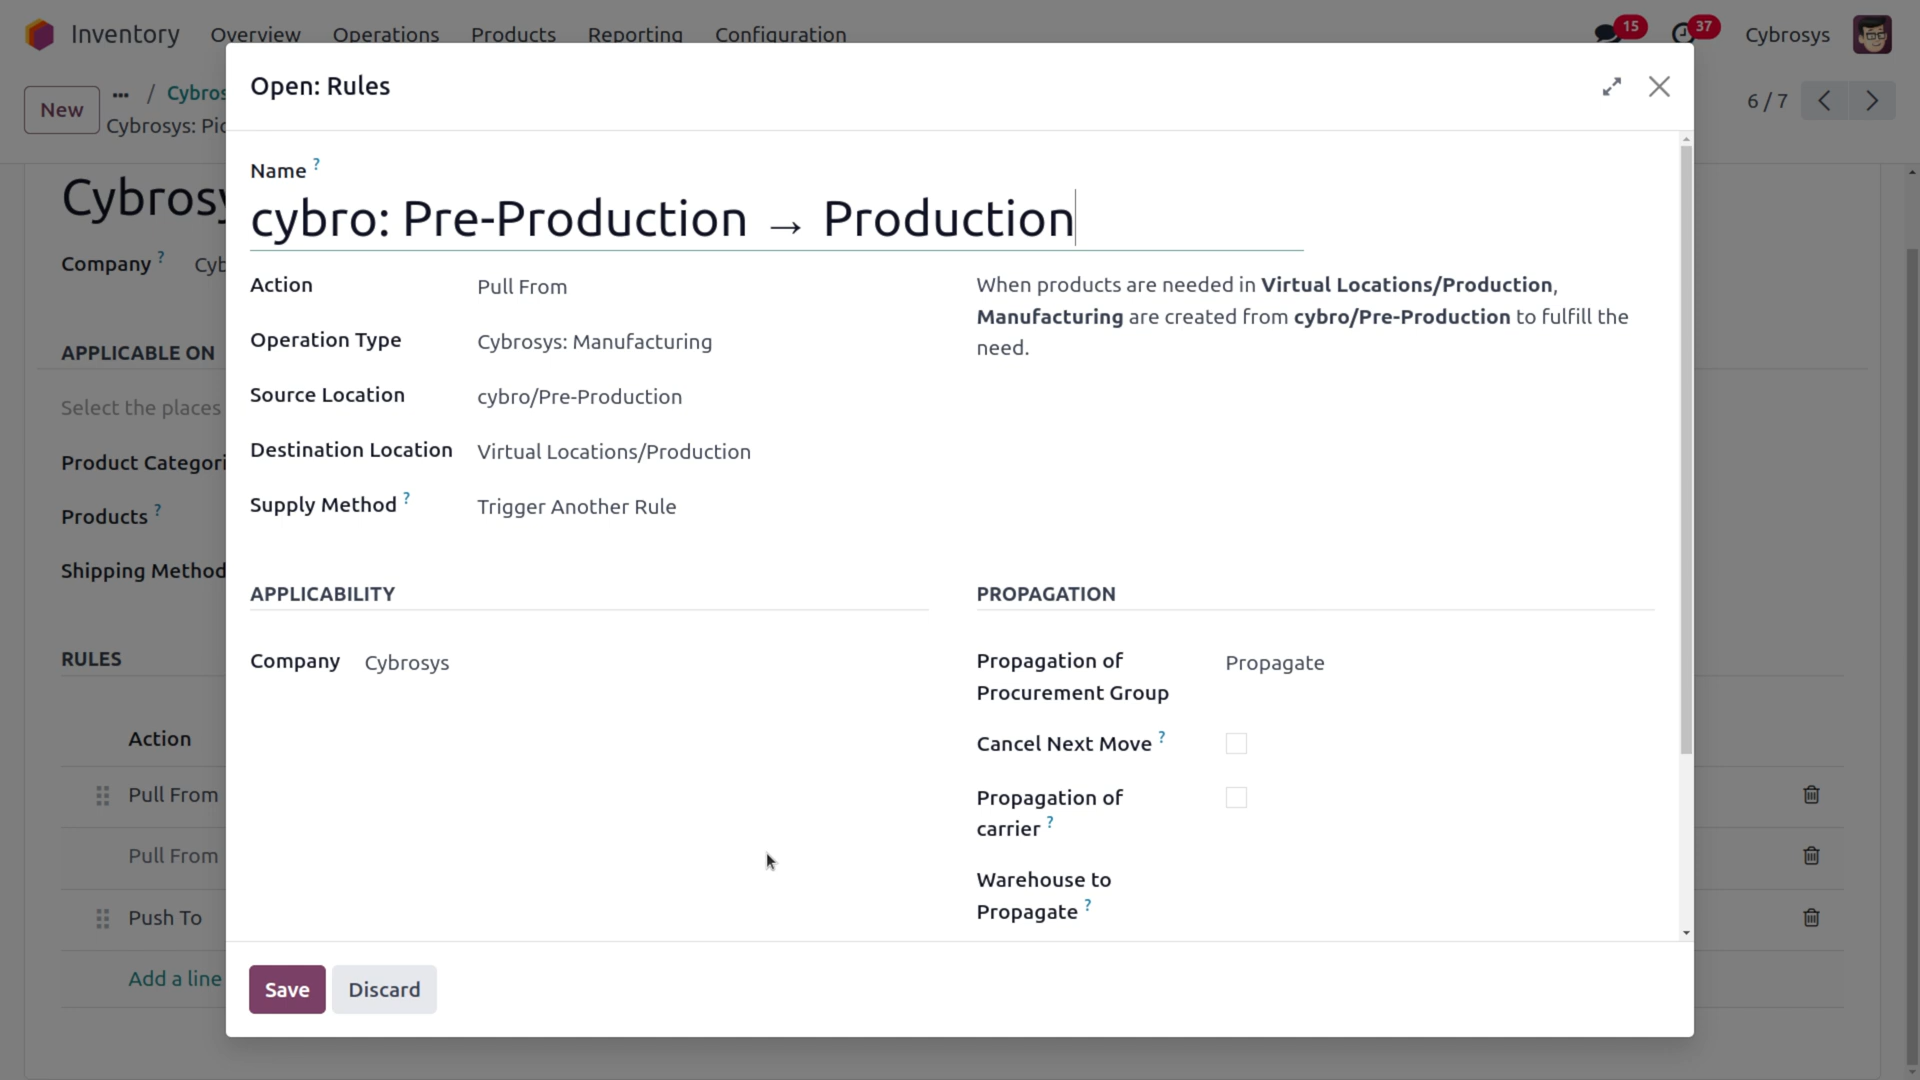 Inventory Overview Operations Products Reporting Configuration 15 37 Cybrosys
New ... / Cybros 6 / 7
Cybrosys: Pic
Open: Rules
Cybrosy
Company ? Cyb
APPLICABLE ON
Select the places
Product Categori
Products ?
Shipping Method
RULES
Action
Pull From
Pull From
Push To
Add a line
Name ?
cybro: Pre-Production → Production
Action Pull From
Operation Type Cybrosys: Manufacturing
Source Location cybro/Pre-Production
Destination Location Virtual Locations/Production
Supply Method ? Trigger Another Rule
When products are needed in Virtual Locations/Production,
Manufacturing are created from cybro/Pre-Production to fulfill the
need.
APPLICABILITY
Company Cybrosys
PROPAGATION
Propagation of
Procurement Group Propagate
Cancel Next Move ?
Propagation of
carrier ?
Warehouse to
Propagate ?
Save Discard